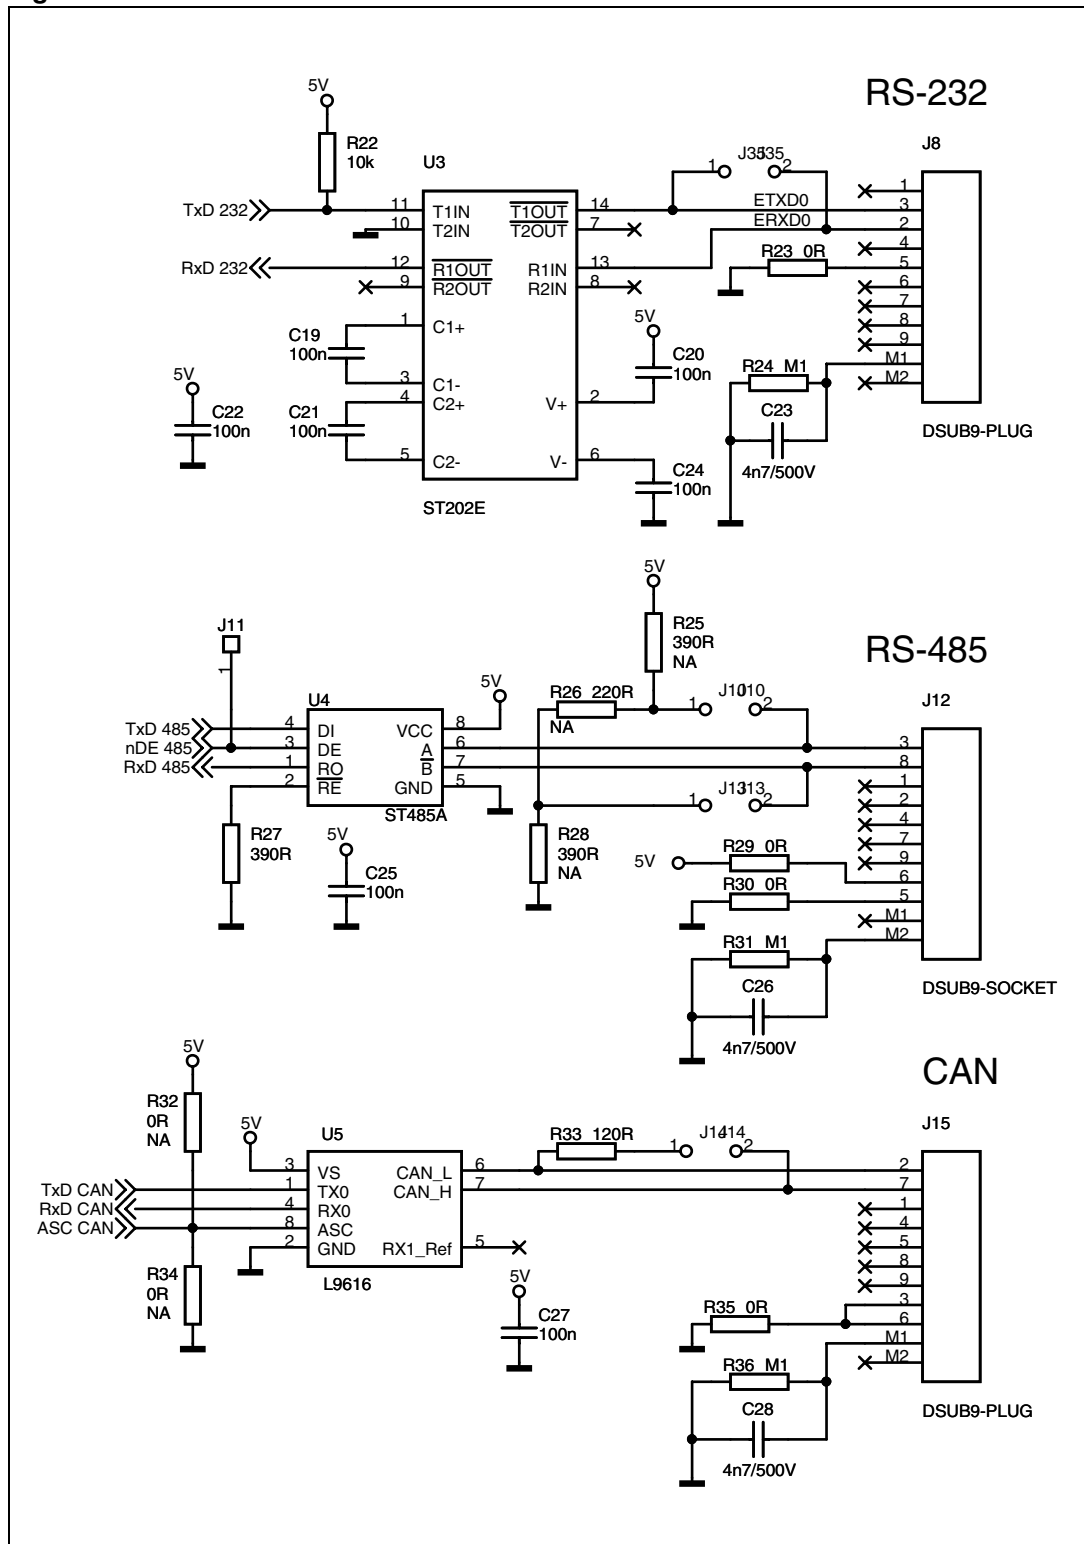 RS-232
5V
R22
10k
U3
J35J35
J8
1 2
TxD 232
11 T1IN
10 T2IN
T1OUT 14
T2OUT 7
ETXD0
ERXD0
1
3
2
4
R23 0R
5
6
7
8
9
M1
M2
RxD 232
12 R1OUT
9 R2OUT
R1IN 13
R2IN 8
C19
100n
1 C1+
3 C1-
5V
C20
100n
R24 M1
5V
C22
100n
C21
100n
4 C2+
5 C2-
V+ 2
V- 6
C23
4n7/500V
DSUB9-PLUG
C24
100n
ST202E
RS-485
5V
R25
390R
NA
J11
1
U4
5V
R26 220R
NA
J10J10
1 2
J12
TxD 485
nDE 485
RxD 485
4 DI
3 DE
1 RO
2 RE
VCC 8
A 6
B 7
GND 5
ST485A
3
8
1
2
4
7
9
6
5
M1
M2
J13J13
1 2
R27
390R
5V
C25
100n
R28
390R
NA
5V
R29 0R
R30 0R
R31 M1
C26
4n7/500V
DSUB9-SOCKET
CAN
5V
R32
0R
NA
5V
U5
R33 120R
J14J14
1 2
J15
TxD CAN
RxD CAN
ASC CAN
3 VS
1 TX0
4 RX0
8 ASC
2 GND
CAN_L 6
CAN_H 7
RX1_Ref 5
L9616
2
7
1
4
5
8
9
3
6
M1
M2
R34
0R
NA
5V
C27
100n
R35 0R
R36 M1
C28
4n7/500V
DSUB9-PLUG